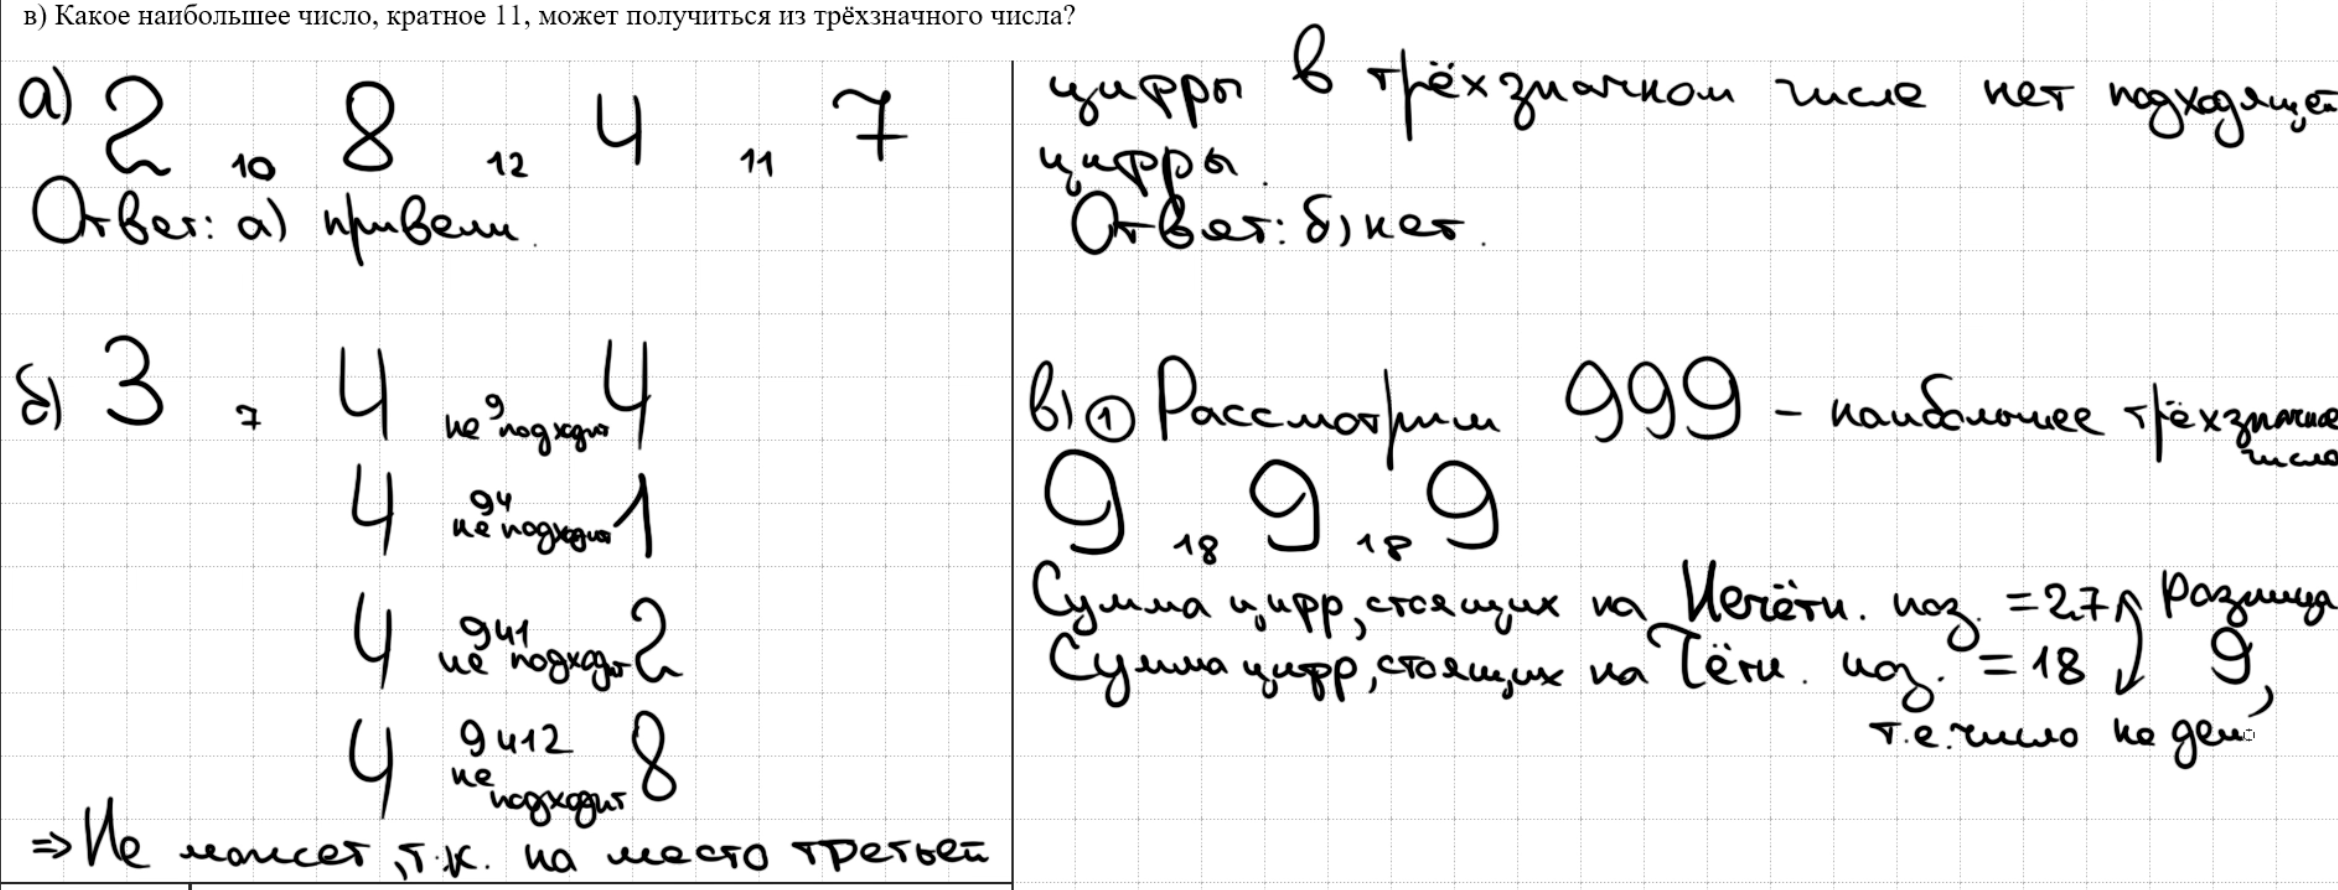 в) Какое наибольшее число, кратное 11, может получиться из трёхзначного числа?
а) 2 10 8 12 4 11 7
Ответ: а) привели.
б) 3 7 4 9 4
не подходит
4 94 1
не подходит
4 941 2
не подходит
4 9412 8
не
подходит
=> Не может, т.к. на место третьей
цифры в трёхзначном числе нет подходящей
цифры.
Ответ: б) нет.
в) ① Рассмотрим 999 – наибольшее трёхзначное
число
9 18 9 18 9
Сумма цифр, стоящих на Нечётн. поз. = 27 Разница
Сумма цифр, стоящих на Чётн. поз. = 18 9,
т.е. число не дели